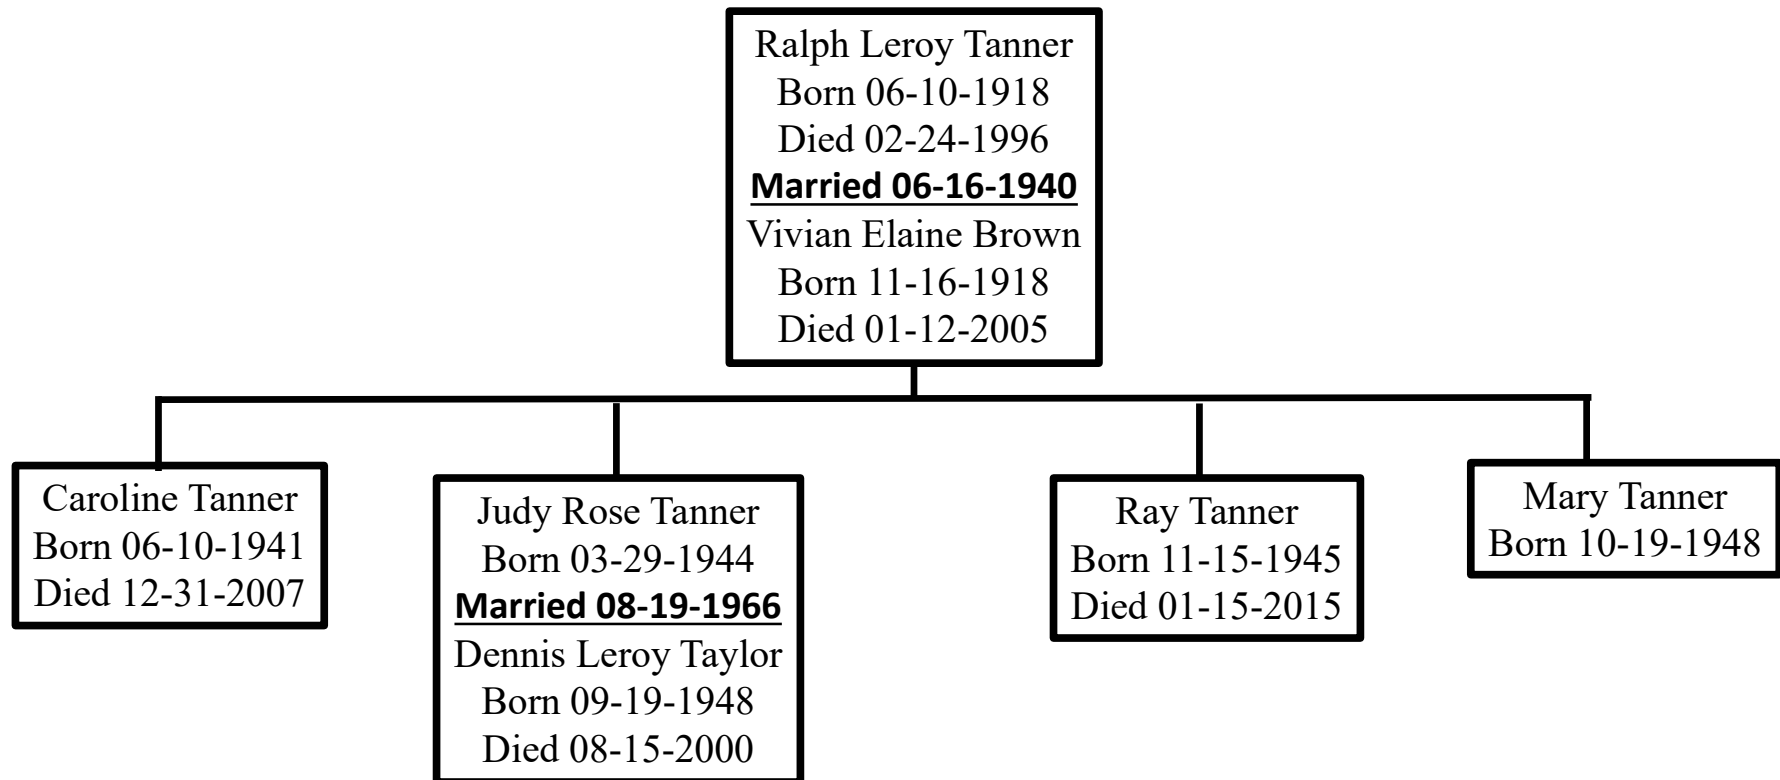 Ralph Leroy Tanner
Born 06-10-1918
Died 02-24-1996
Married 06-16-1940
Vivian Elaine Brown
Born 11-16-1918
Died 01-12-2005
Caroline Tanner
Born 06-10-1941
Died 12-31-2007
Judy Rose Tanner
Born 03-29-1944
Married 08-19-1966
Dennis Leroy Taylor
Born 09-19-1948
Died 08-15-2000
Ray Tanner
Born 11-15-1945
Died 01-15-2015
Mary Tanner
Born 10-19-1948